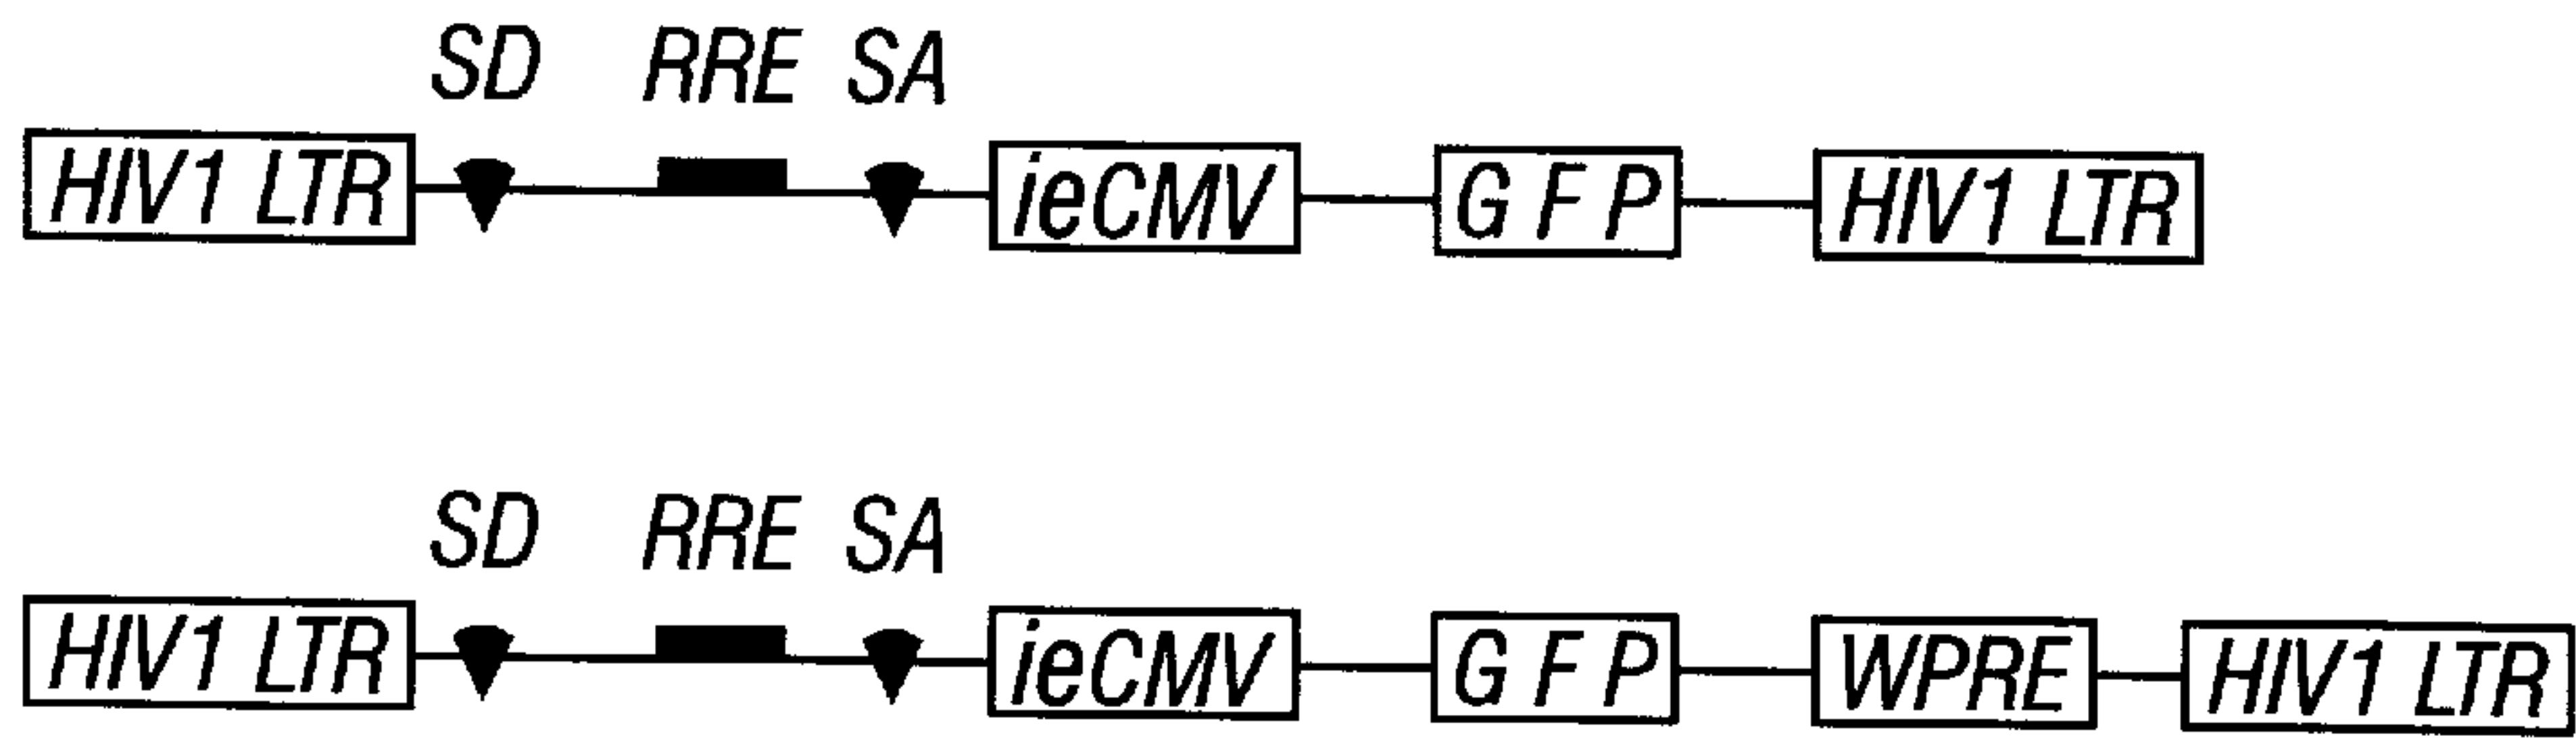 SD RRE SA
HIV1 LTR ieCMV G F P HIV1 LTR
SD RRE SA
HIV1 LTR ieCMV G F P WPRE HIV1 LTR